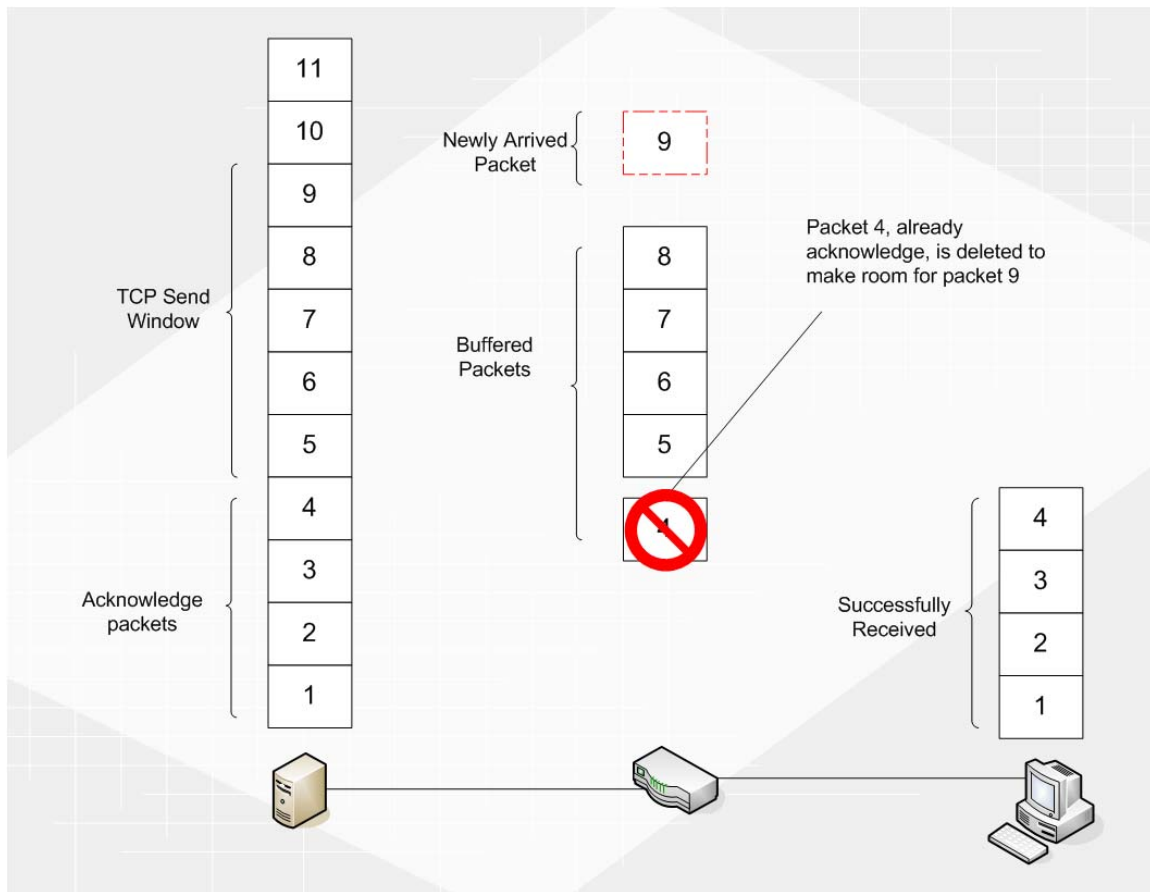 11
10
9
8
7
6
5
4
3
2
1
TCP Send
Window
Acknowledge
packets
Newly Arrived
Packet
9
Buffered
Packets
8
7
6
5
4
Packet 4, already
acknowledge, is deleted to
make room for packet 9
Successfully
Received
4
3
2
1